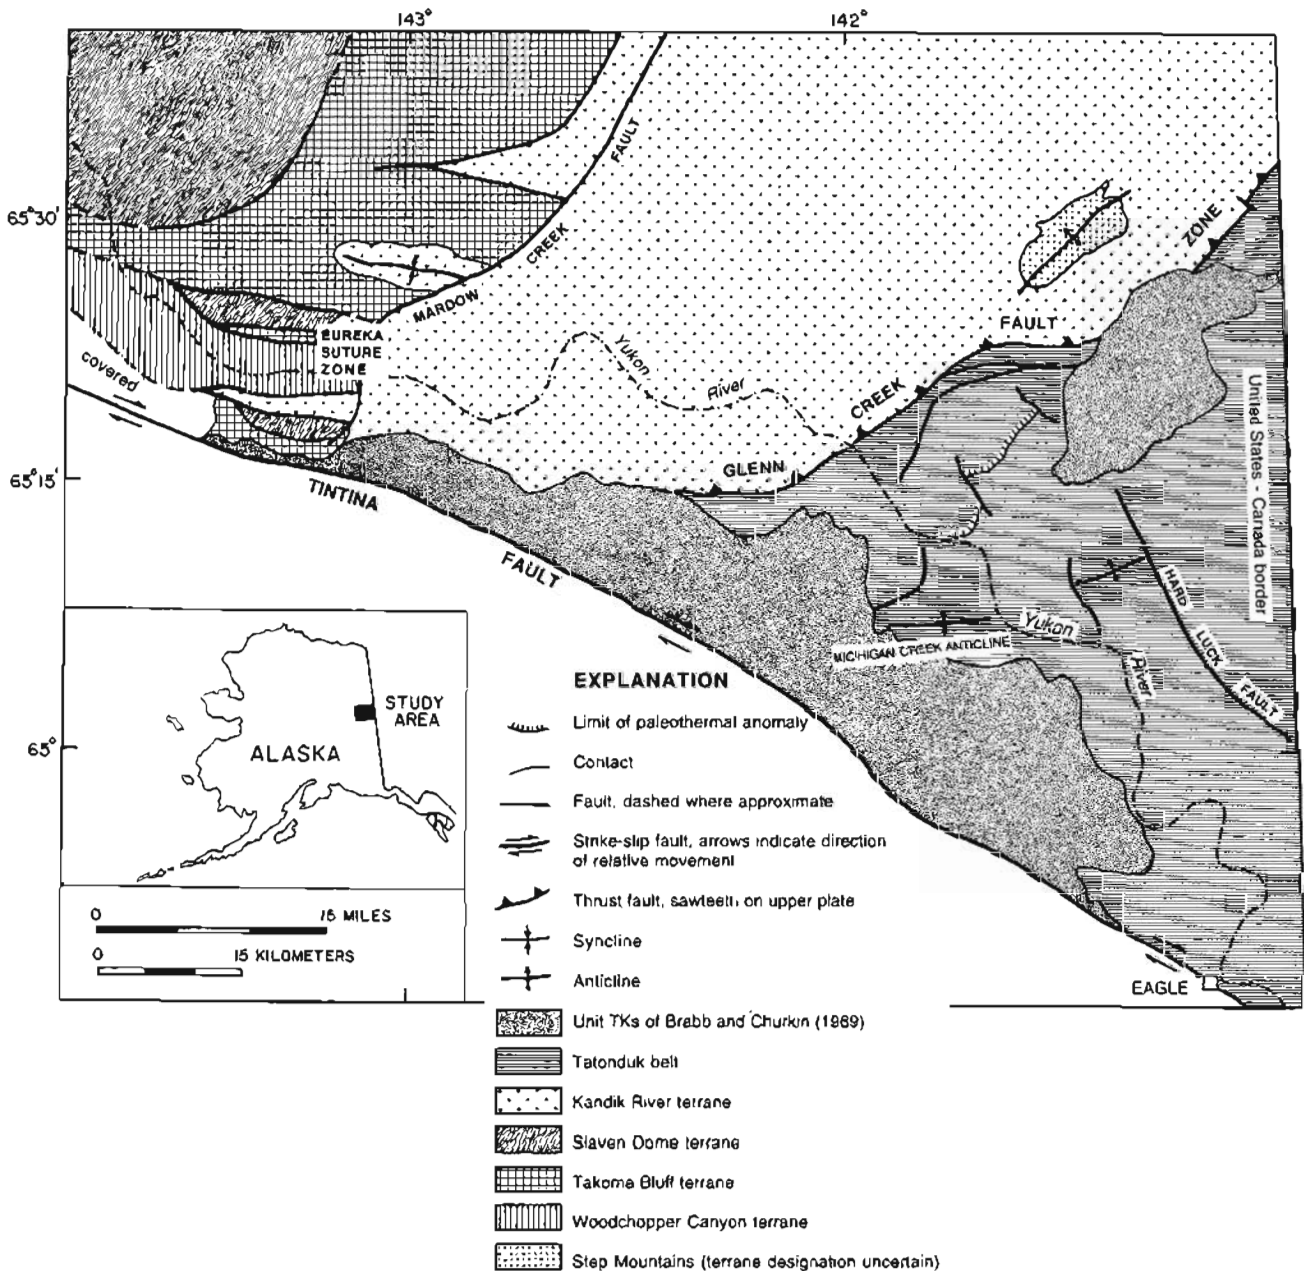 143°
142°
65°30'
65°15'
65°
MARDOW
CREEK
FAULT
EUREKA
SUTURE
ZONE
covered
TINTINA
FAULT
Yukon
River
GLENN
CREEK
FAULT
ZONE
United States - Canada border
HARD
LUCK
FAULT
Yukon
River
MICHIGAN CREEK ANTICLINE
EAGLE
STUDY
AREA
ALASKA
0 15 MILES
0 15 KILOMETERS
EXPLANATION
Limit of paleothermal anomaly
Contact
Fault, dashed where approximate
Strike-slip fault, arrows indicate direction
of relative movement
Thrust fault, sawteeth on upper plate
Syncline
Anticline
Unit TKs of Brabb and Churkin (1969)
Tatonduk belt
Kandik River terrane
Slaven Dome terrane
Takoma Bluff terrane
Woodchopper Canyon terrane
Step Mountains (terrane designation uncertain)